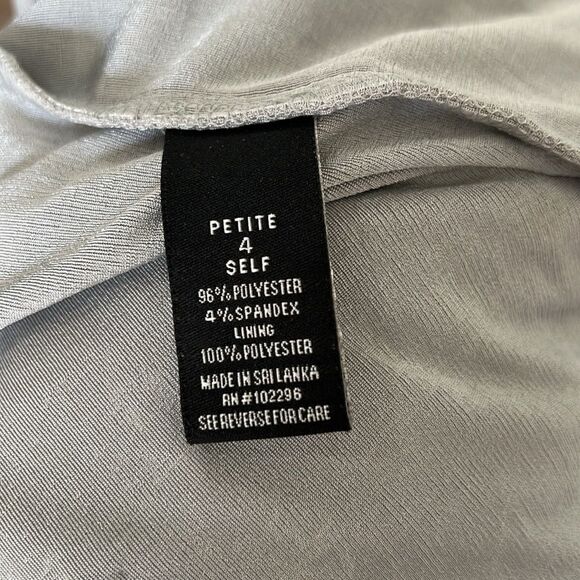 PETITE
4
SELF
96% POLYESTER
4% SPANDEX
LINING
100% POLYESTER
MADE IN SRI LANKA
RN#102296
SEE REVERSE FOR CARE